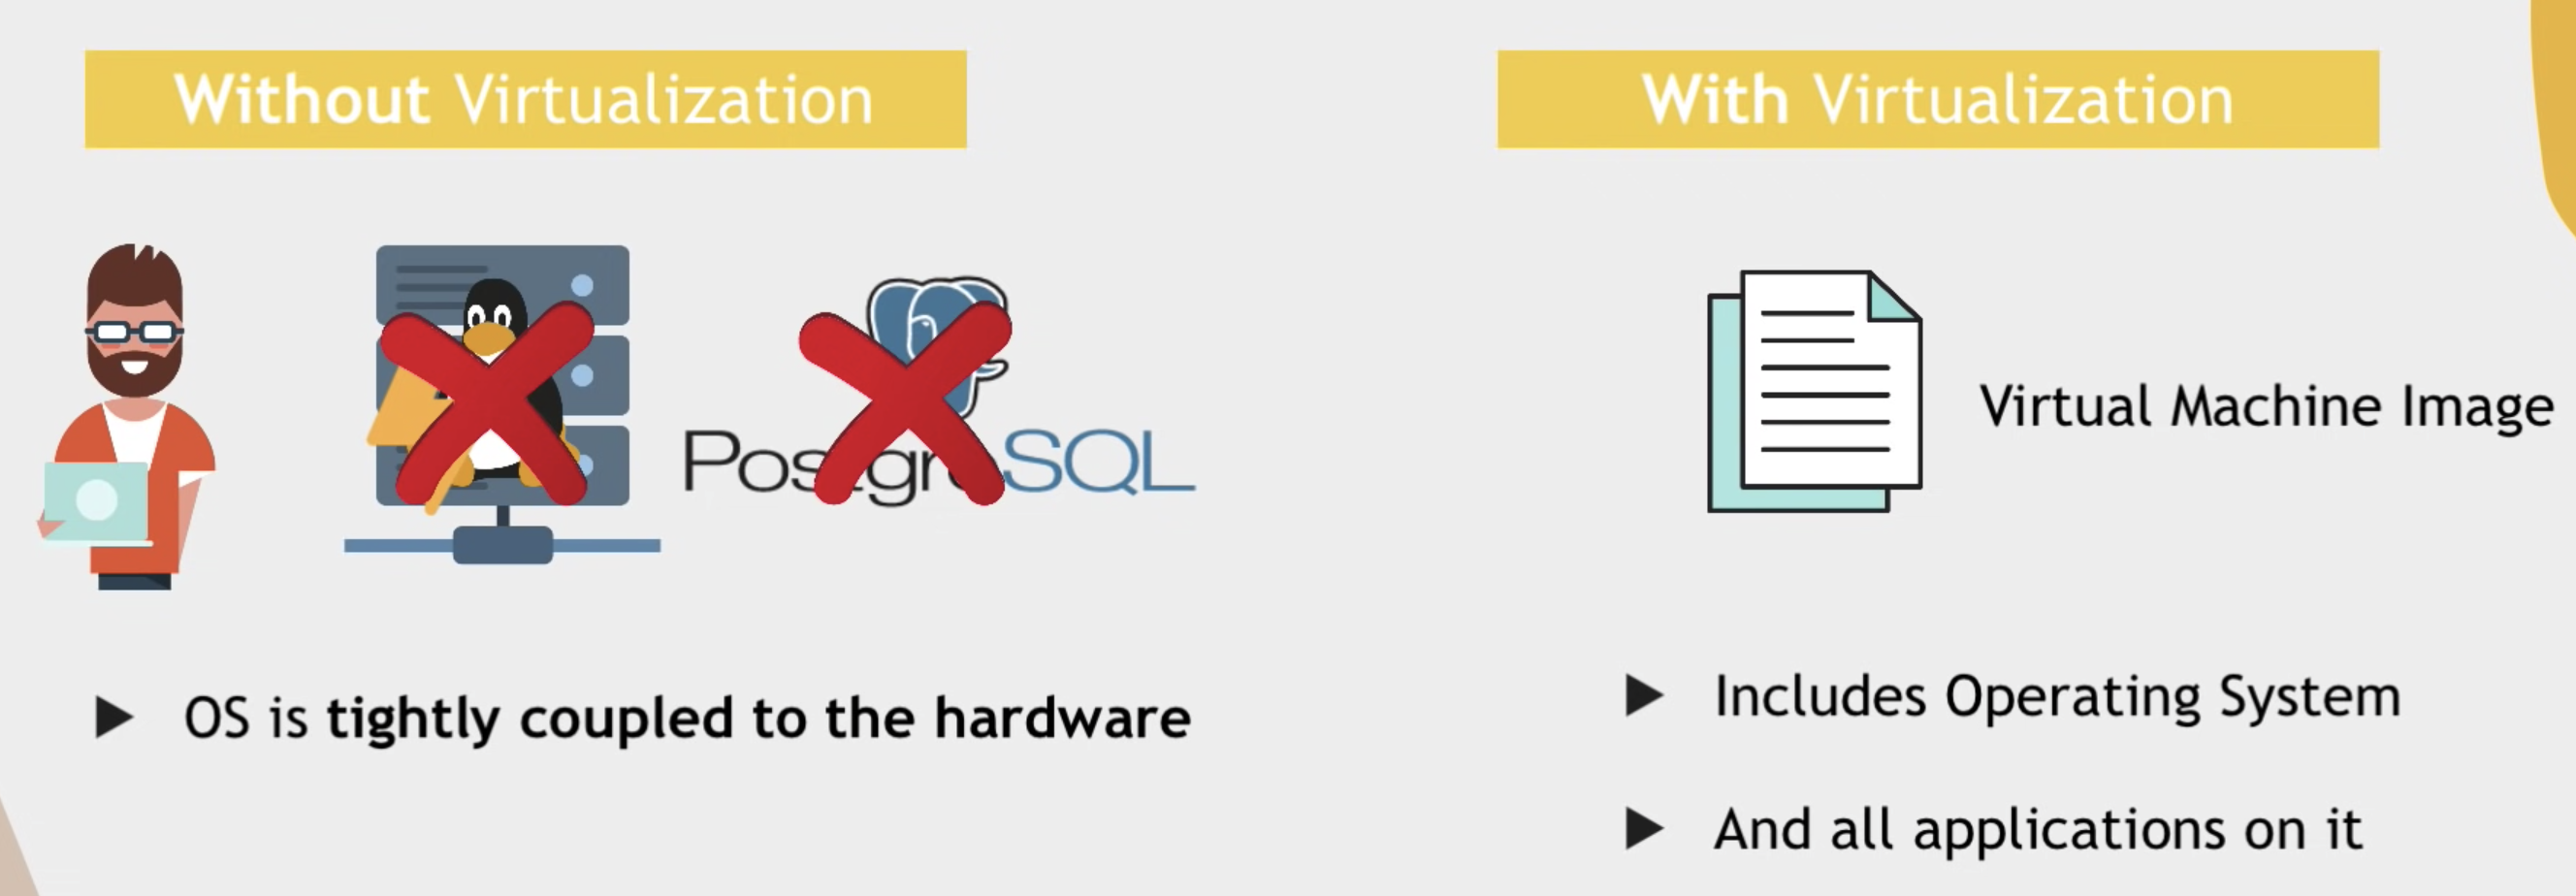 Without Virtualization
PostgreSQL
OS is tightly coupled to the hardware
With Virtualization
Virtual Machine Image
Includes Operating System
And all applications on it